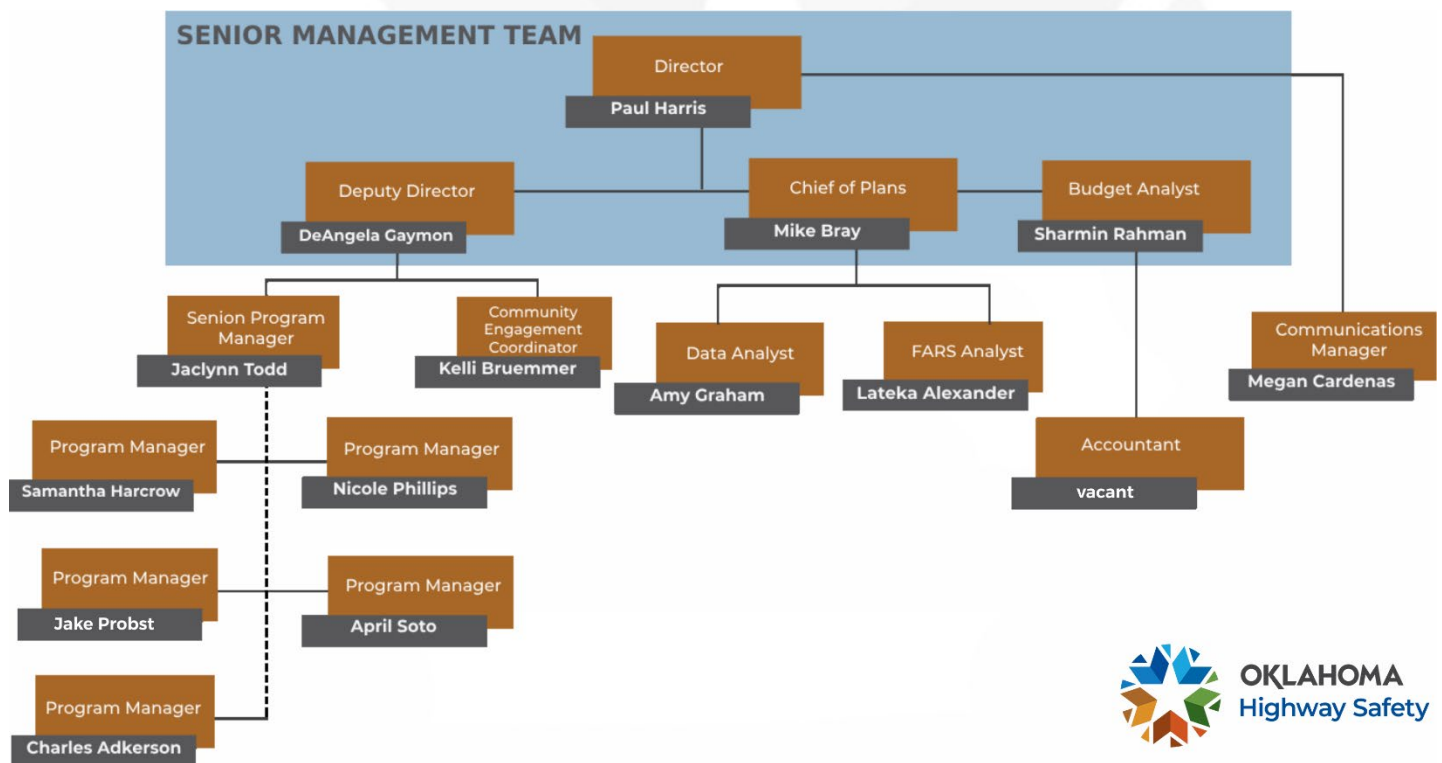 SENIOR MANAGEMENT TEAM
Director
Paul Harris
Deputy Director
DeAngela Gaymon
Chief of Plans
Mike Bray
Budget Analyst
Sharmin Rahman
Senion Program
Manager
Jaclynn Todd
Community
Engagement
Coordinator
Kelli Bruemmer
Data Analyst
Amy Graham
FARS Analyst
Lateka Alexander
Communications
Manager
Megan Cardenas
Program Manager
Samantha Harcrow
Program Manager
Nicole Phillips
Accountant
vacant
Program Manager
Jake Probst
Program Manager
April Soto
Program Manager
Charles Adkerson
OKLAHOMA
Highway Safety